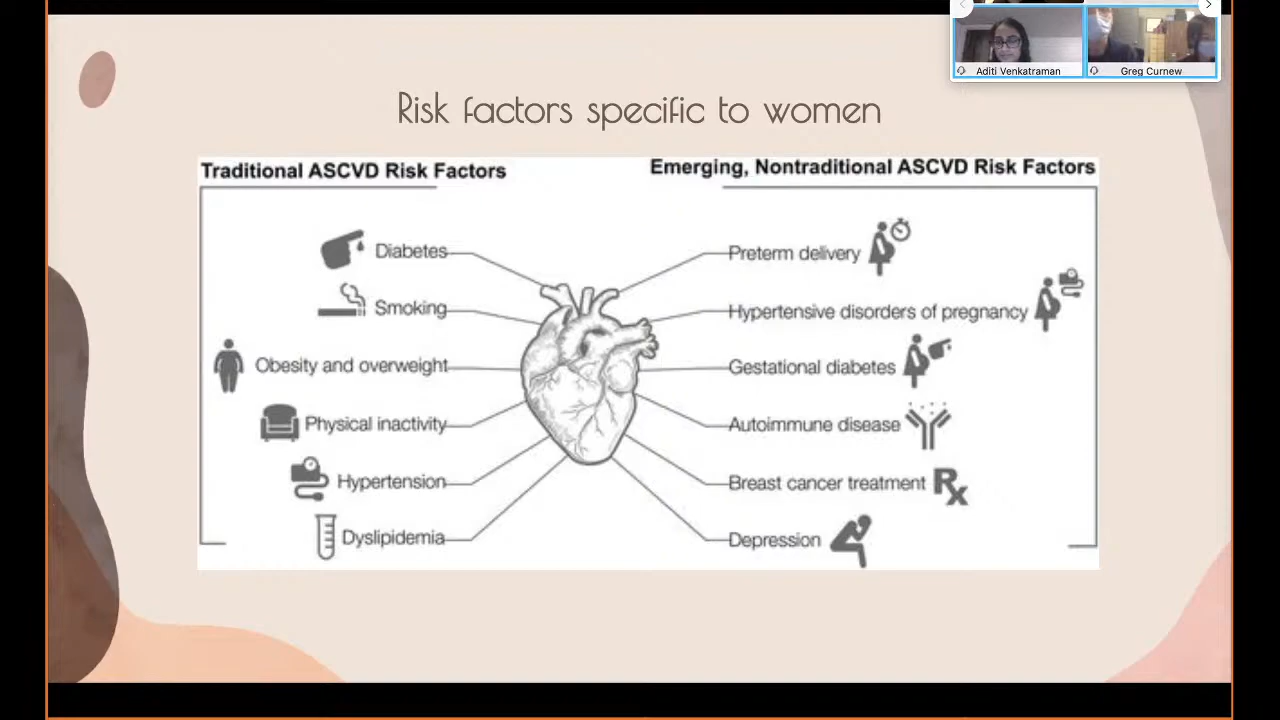 Aditi Venkatraman
Greg Curnew
Risk factors specific to women
Traditional ASCVD Risk Factors
Emerging, Nontraditional ASCVD Risk Factors
Diabetes
Smoking
Obesity and overweight
Physical inactivity
Hypertension
Dyslipidemia
Preterm delivery
Hypertensive disorders of pregnancy
Gestational diabetes
Autoimmune disease
Breast cancer treatment
Rx
Depression